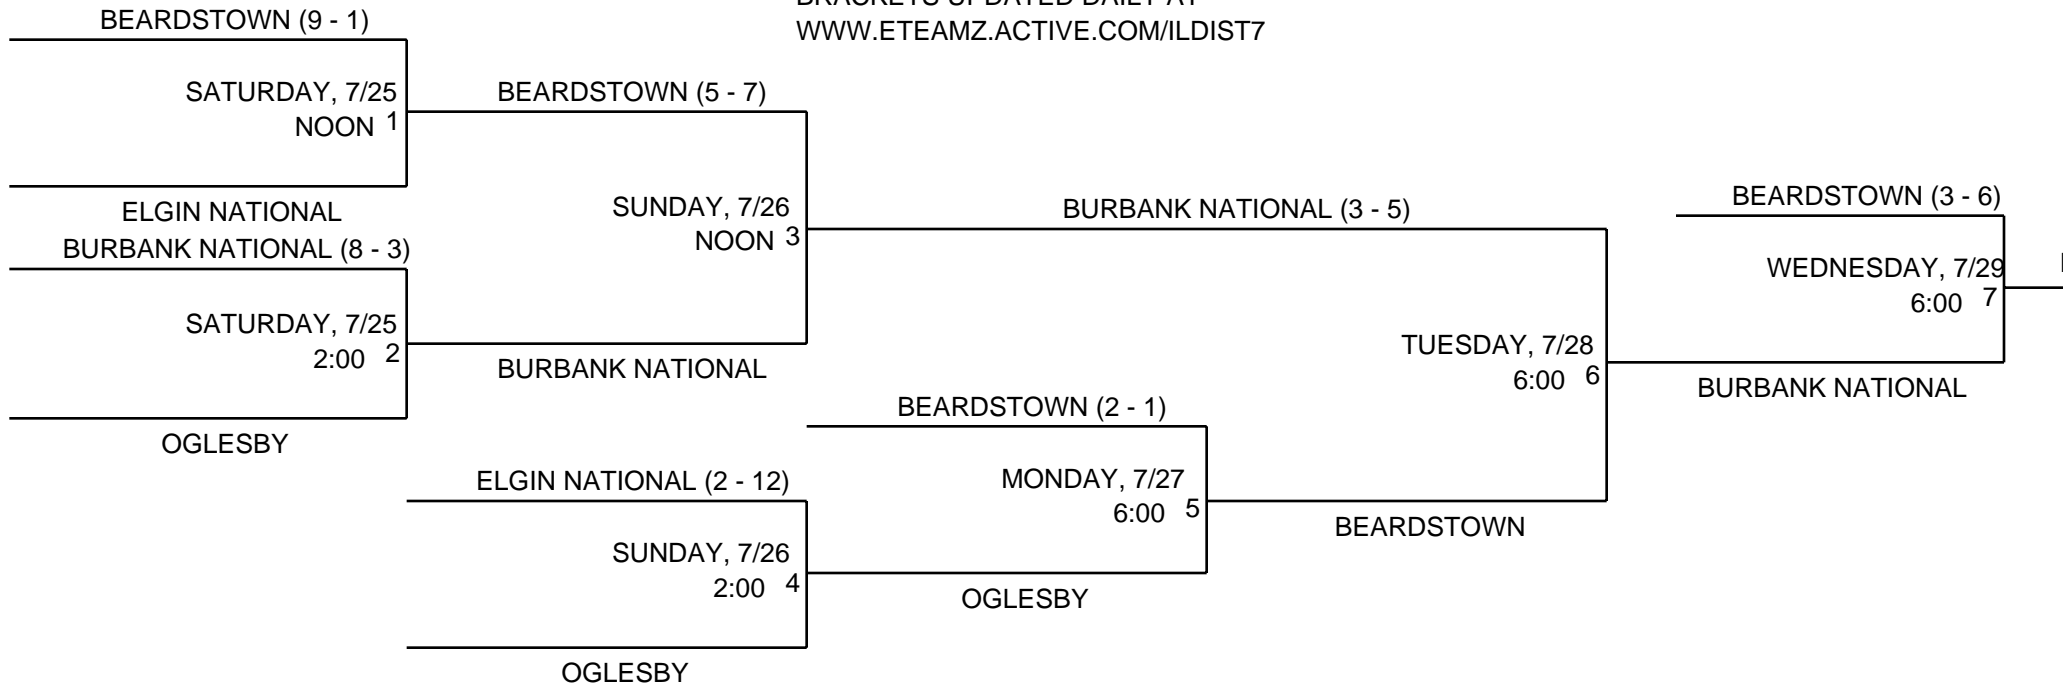 BRACKETS UPDATED DAILY AT
WWW.ETEAMZ.ACTIVE.COM/ILDIST7
BEARDSTOWN (9 - 1)
SATURDAY, 7/25
NOON 1
ELGIN NATIONAL
BURBANK NATIONAL (8 - 3)
SATURDAY, 7/25
2:00 2
OGLESBY
BEARDSTOWN (5 - 7)
SUNDAY, 7/26
NOON 3
BURBANK NATIONAL
ELGIN NATIONAL (2 - 12)
SUNDAY, 7/26
2:00 4
OGLESBY
BEARDSTOWN (2 - 1)
MONDAY, 7/27
6:00 5
OGLESBY
BURBANK NATIONAL (3 - 5)
TUESDAY, 7/28
6:00 6
BEARDSTOWN
BEARDSTOWN (3 - 6)
WEDNESDAY, 7/29
6:00 7
BURBANK NATIONAL